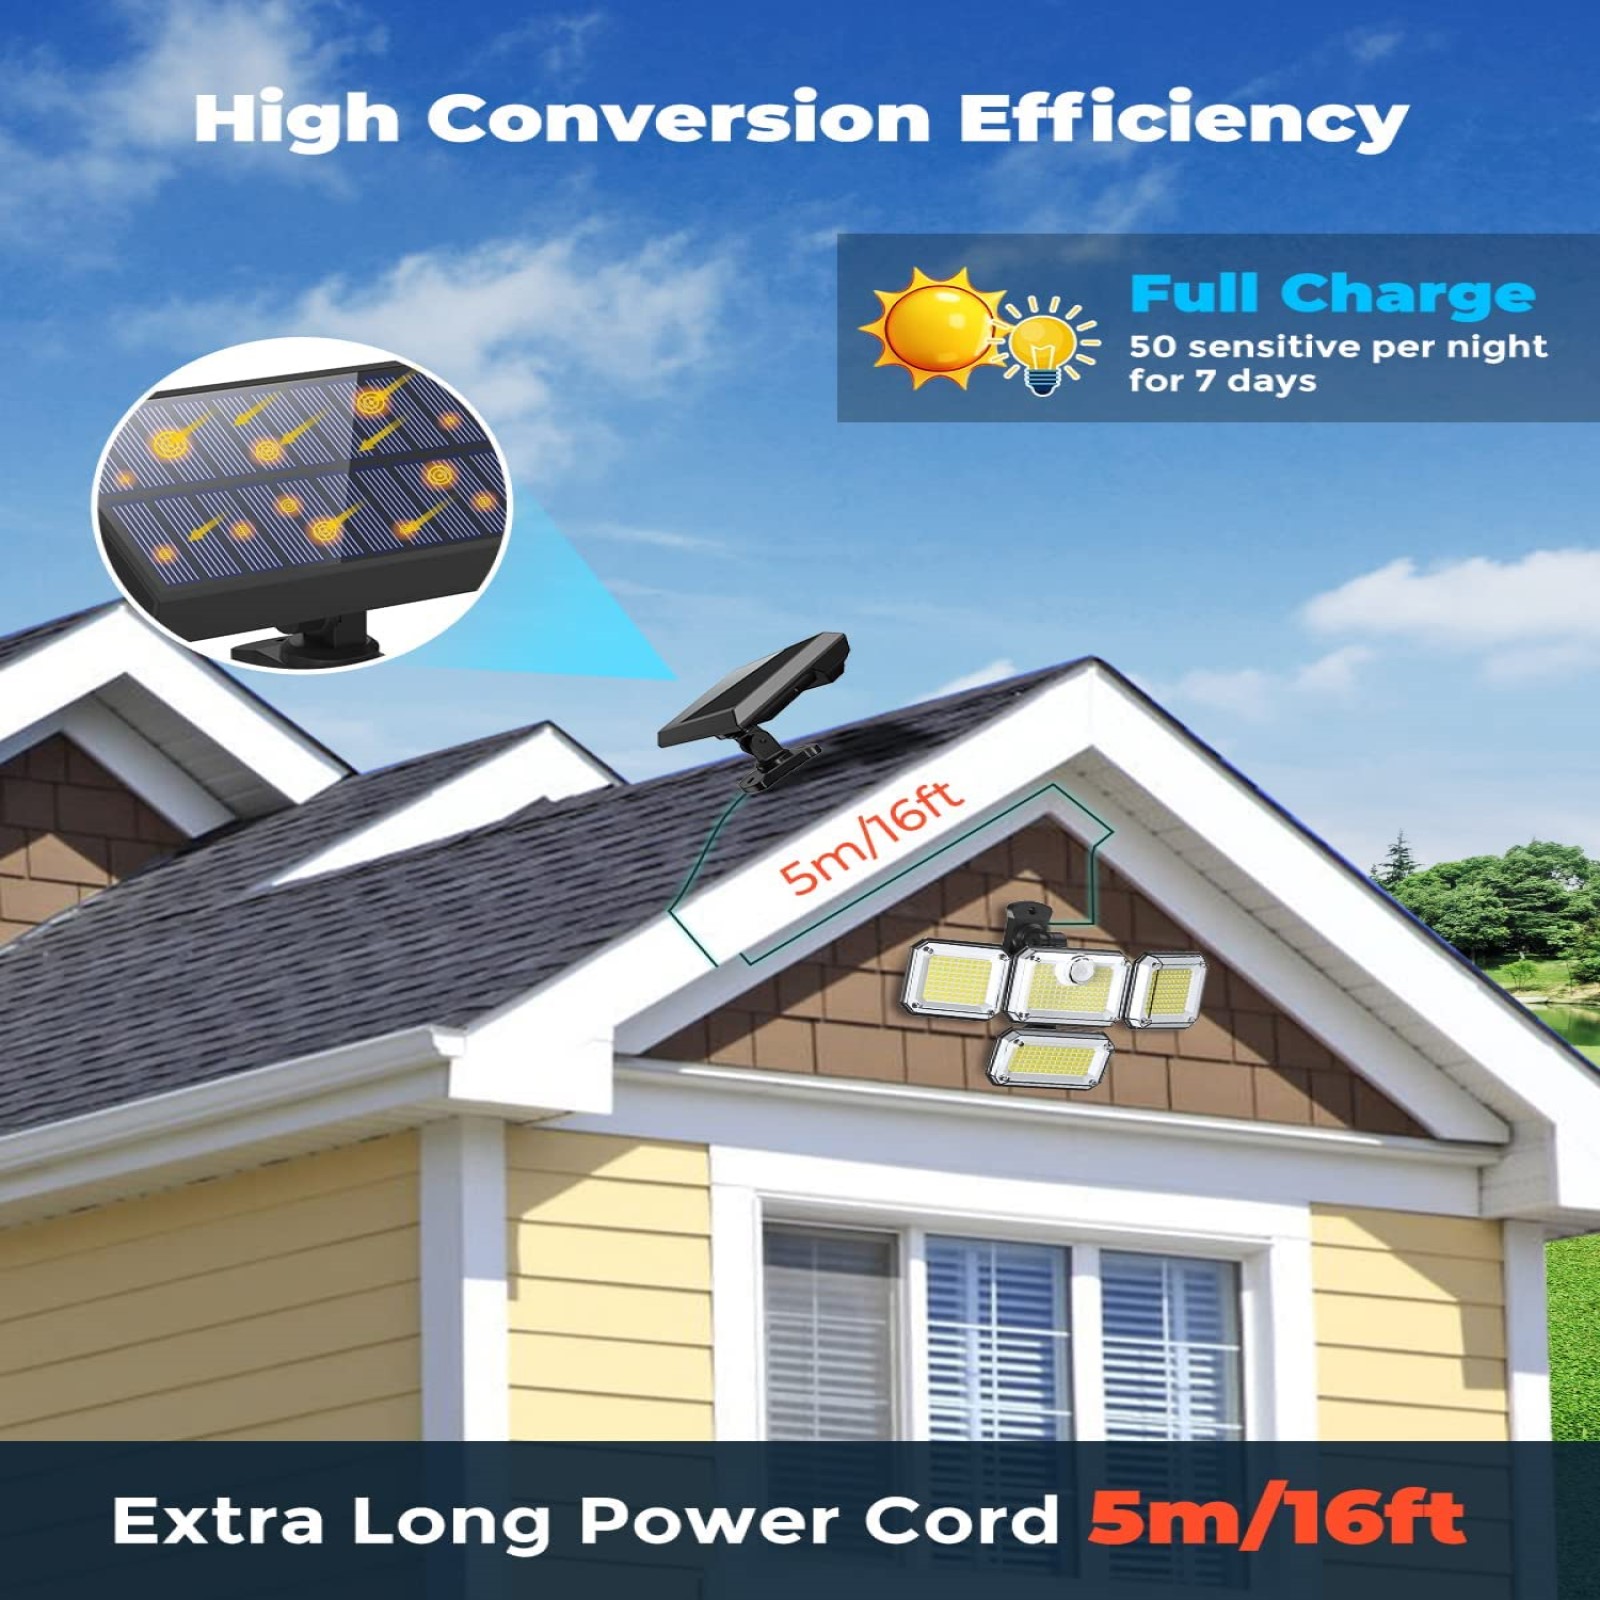 High Conversion Efficiency
Full Charge
50 sensitive per night
for 7 days
5m/16ft
Extra Long Power Cord 5m/16ft